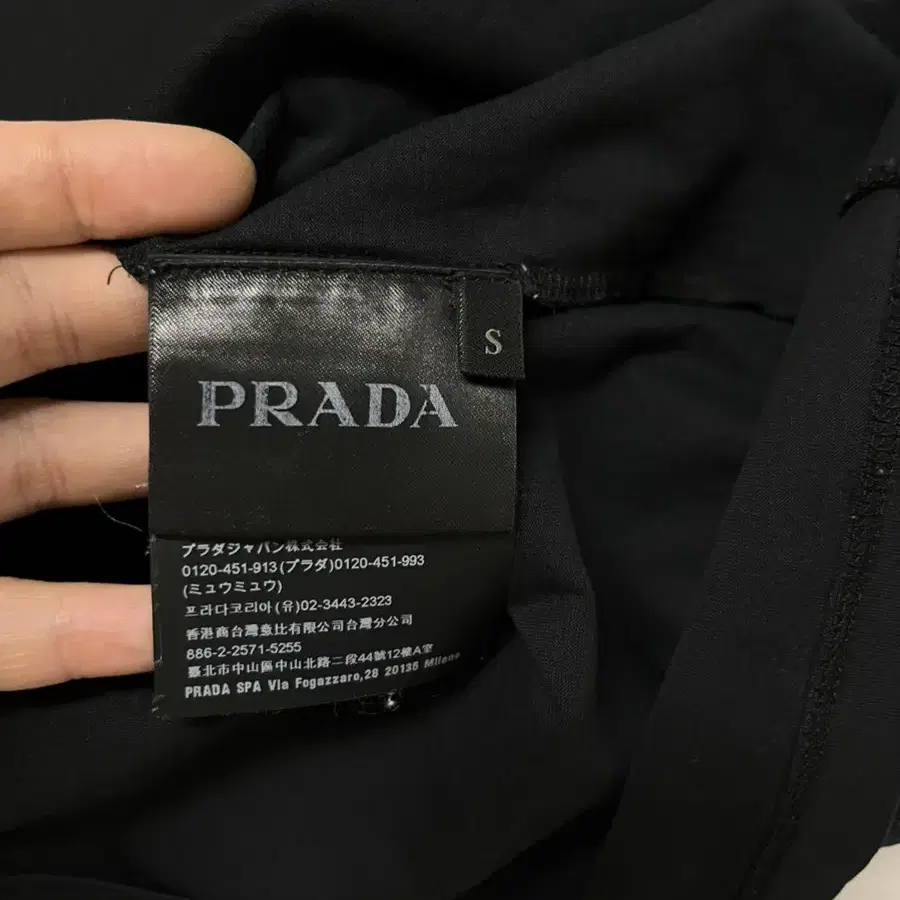 S
PRADA
プラダジャパン株式会社
0120-451-913(プラダ)0120-451-993
(ミュウミュウ)
프라다코리아(유)02-3443-2323
香港商台灣意比有限公司台灣分公司
886-2-2571-5255
臺北市中山區中山北路二段44號12樓A室
PRADA SPA Via Fogazzaro,28 20135 Milano